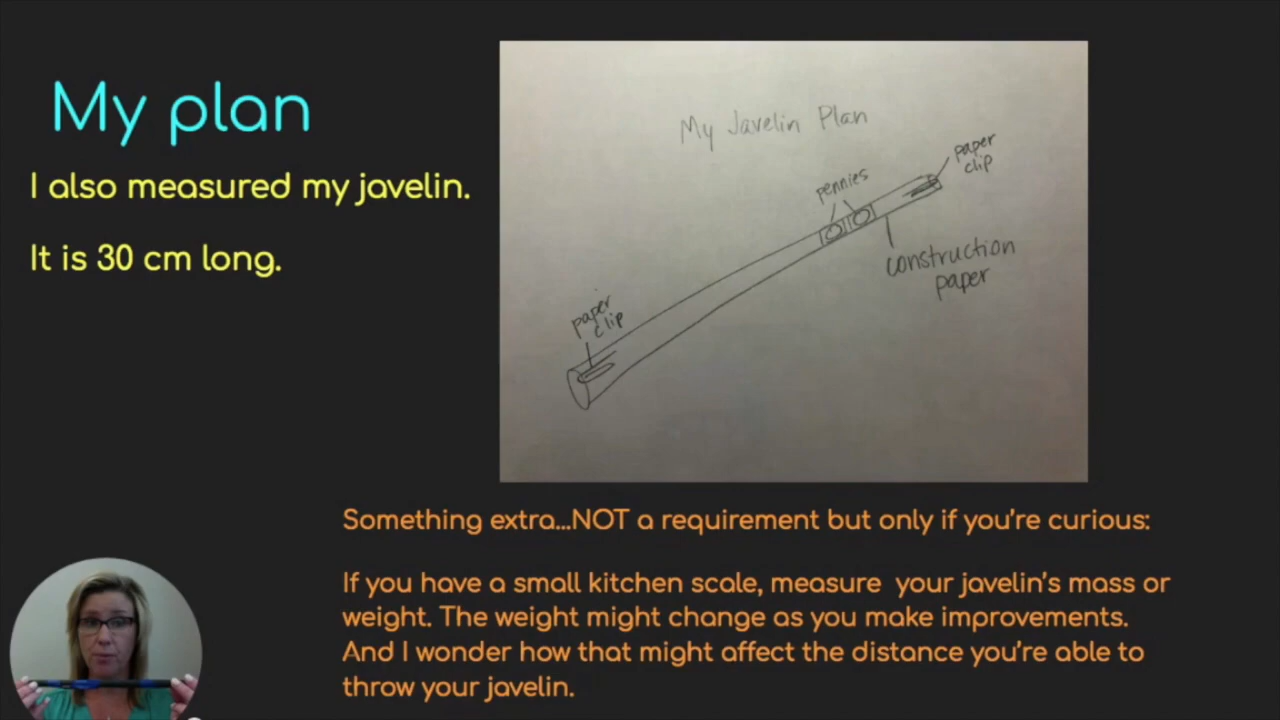 My plan
I also measured my javelin.
It is 30 cm long.
My Javelin Plan
paper
clip
pennies
construction
paper
paper
clip
Something extra...NOT a requirement but only if you're curious:
If you have a small kitchen scale, measure  your javelin's mass or
weight. The weight might change as you make improvements.
And I wonder how that might affect the distance you're able to
throw your javelin.